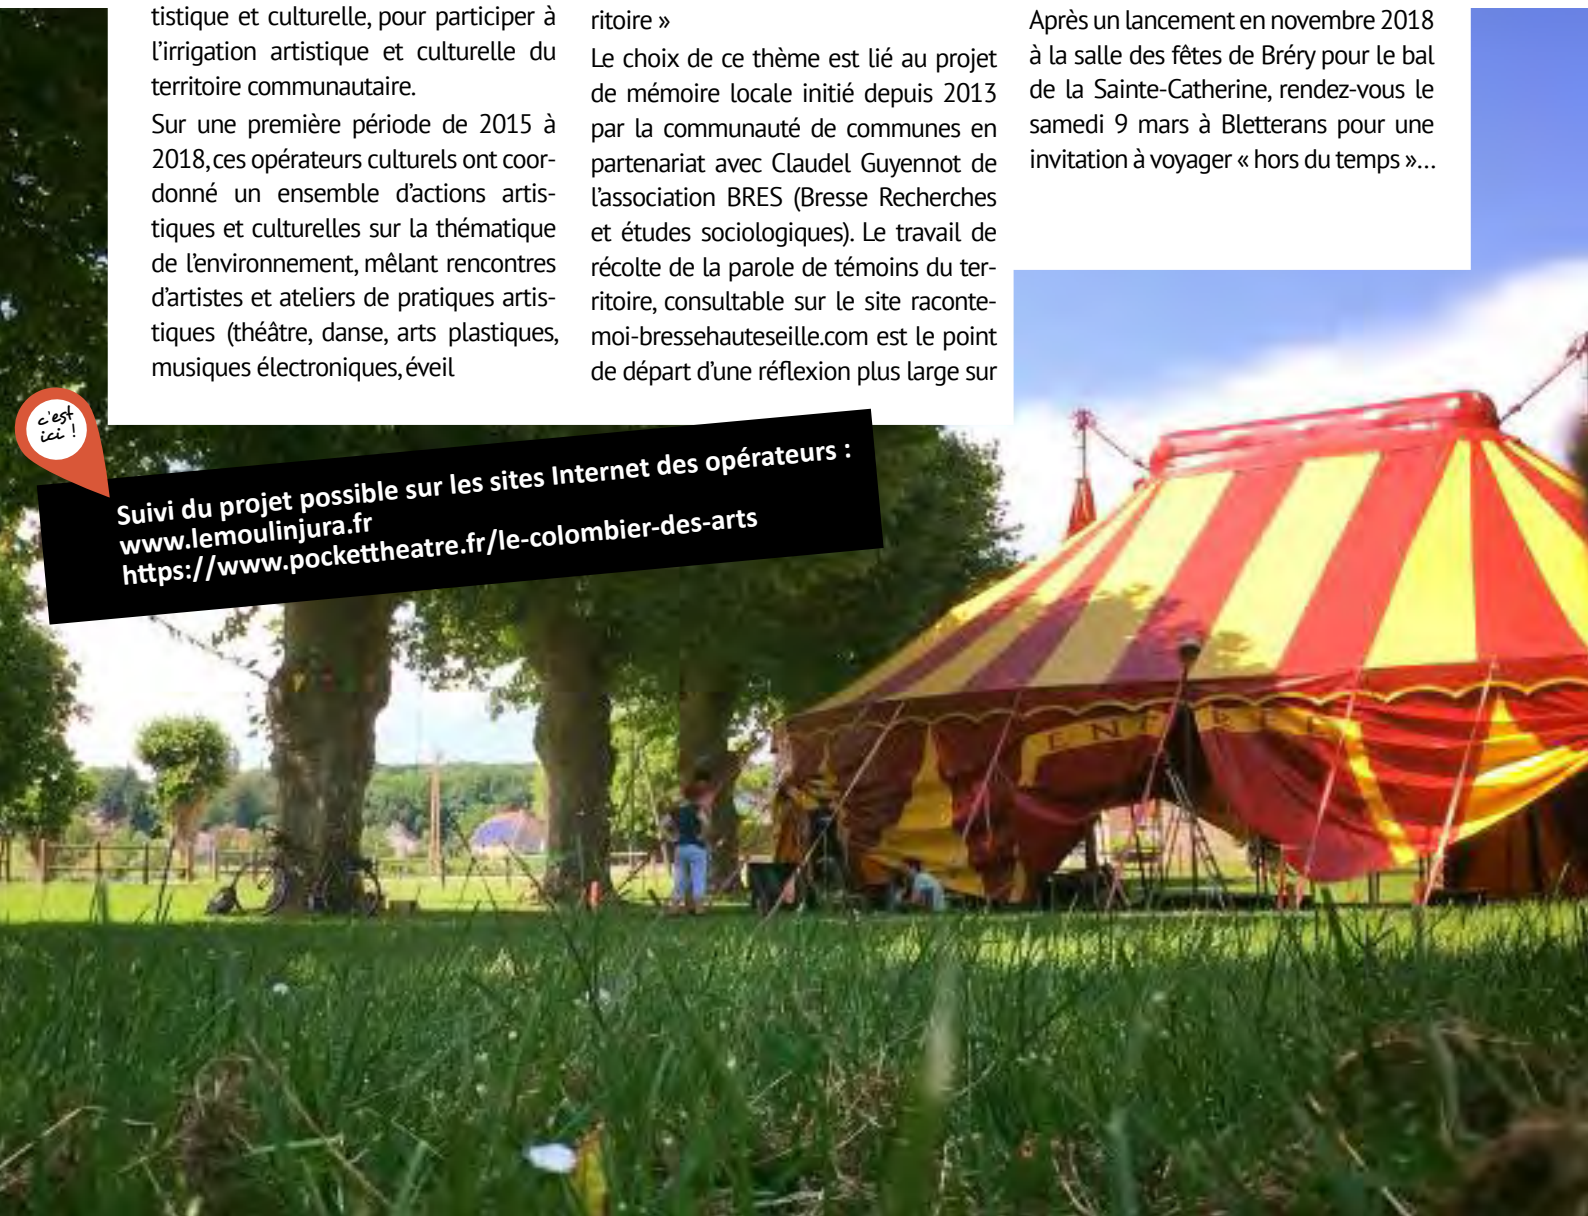 tistique et culturelle, pour participer à
l'irrigation artistique et culturelle du
territoire communautaire.
Sur une première période de 2015 à
2018, ces opérateurs culturels ont coor-
donné un ensemble d'actions artis-
tiques et culturelles sur la thématique
de l'environnement, mêlant rencontres
d'artistes et ateliers de pratiques artis-
tiques (théâtre, danse, arts plastiques,
musiques électroniques, éveil
ritoire »
Le choix de ce thème est lié au projet
de mémoire locale initié depuis 2013
par la communauté de communes en
partenariat avec Claudel Guyennot de
l'association BRES (Bresse Recherches
et études sociologiques). Le travail de
récolte de la parole de témoins du ter-
ritoire, consultable sur le site raconte-
moi-bressehauteseille.com est le point
de départ d'une réflexion plus large sur
Après un lancement en novembre 2018
à la salle des fêtes de Bréry pour le bal
de la Sainte-Catherine, rendez-vous le
samedi 9 mars à Bletterans pour une
invitation à voyager « hors du temps »...
c'est
ici !
Suivi du projet possible sur les sites Internet des opérateurs :
www.lemoulinjura.fr
https://www.pockettheatre.fr/le-colombier-des-arts
ENTREE